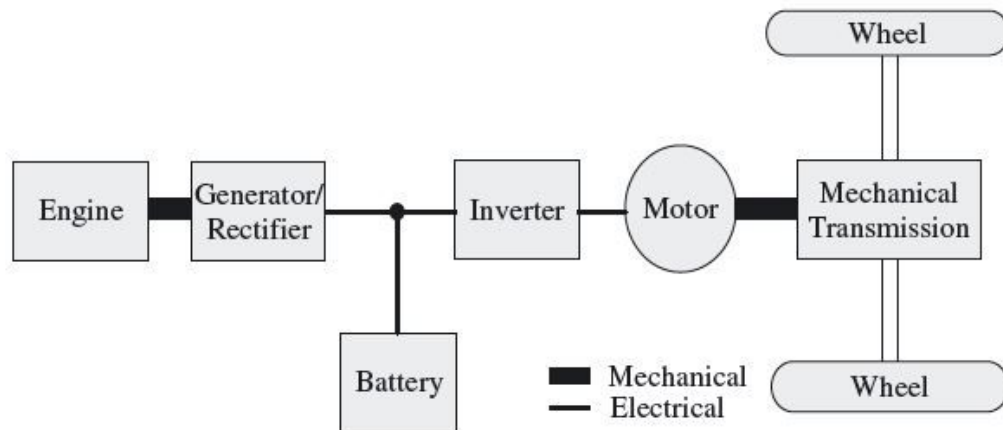 Wheel
Engine
Generator/
Rectifier
Inverter
Motor
Mechanical
Transmission
Battery
Mechanical
Electrical
Wheel